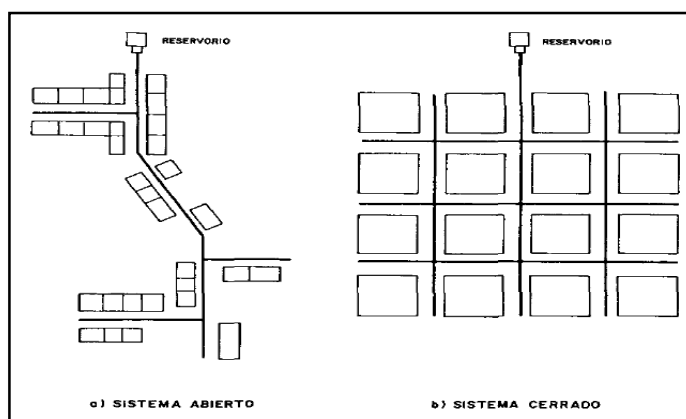 RESERVORIO
RESERVORIO
a) SISTEMA ABIERTO
b) SISTEMA CERRADO